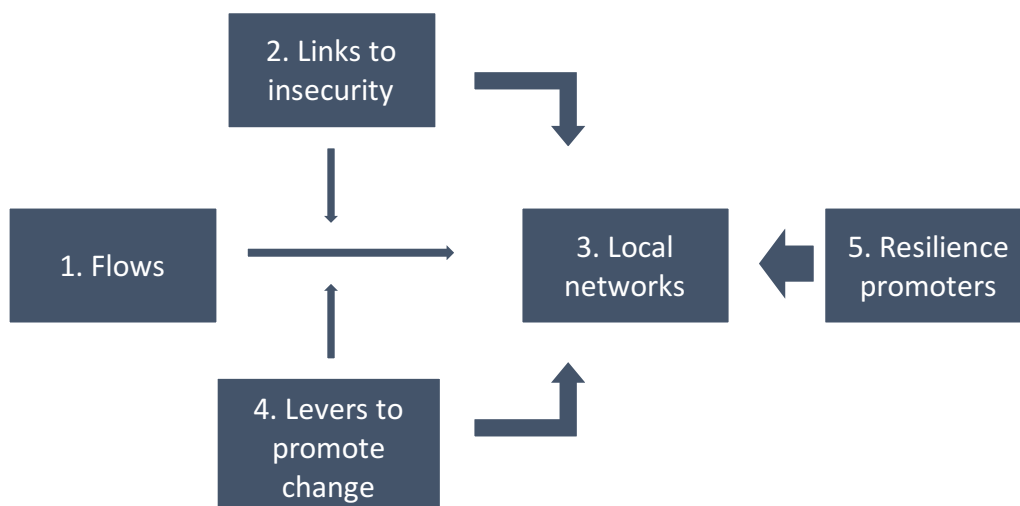 2. Links to
insecurity
1. Flows
3. Local
networks
5. Resilience
promoters
4. Levers to
promote
change